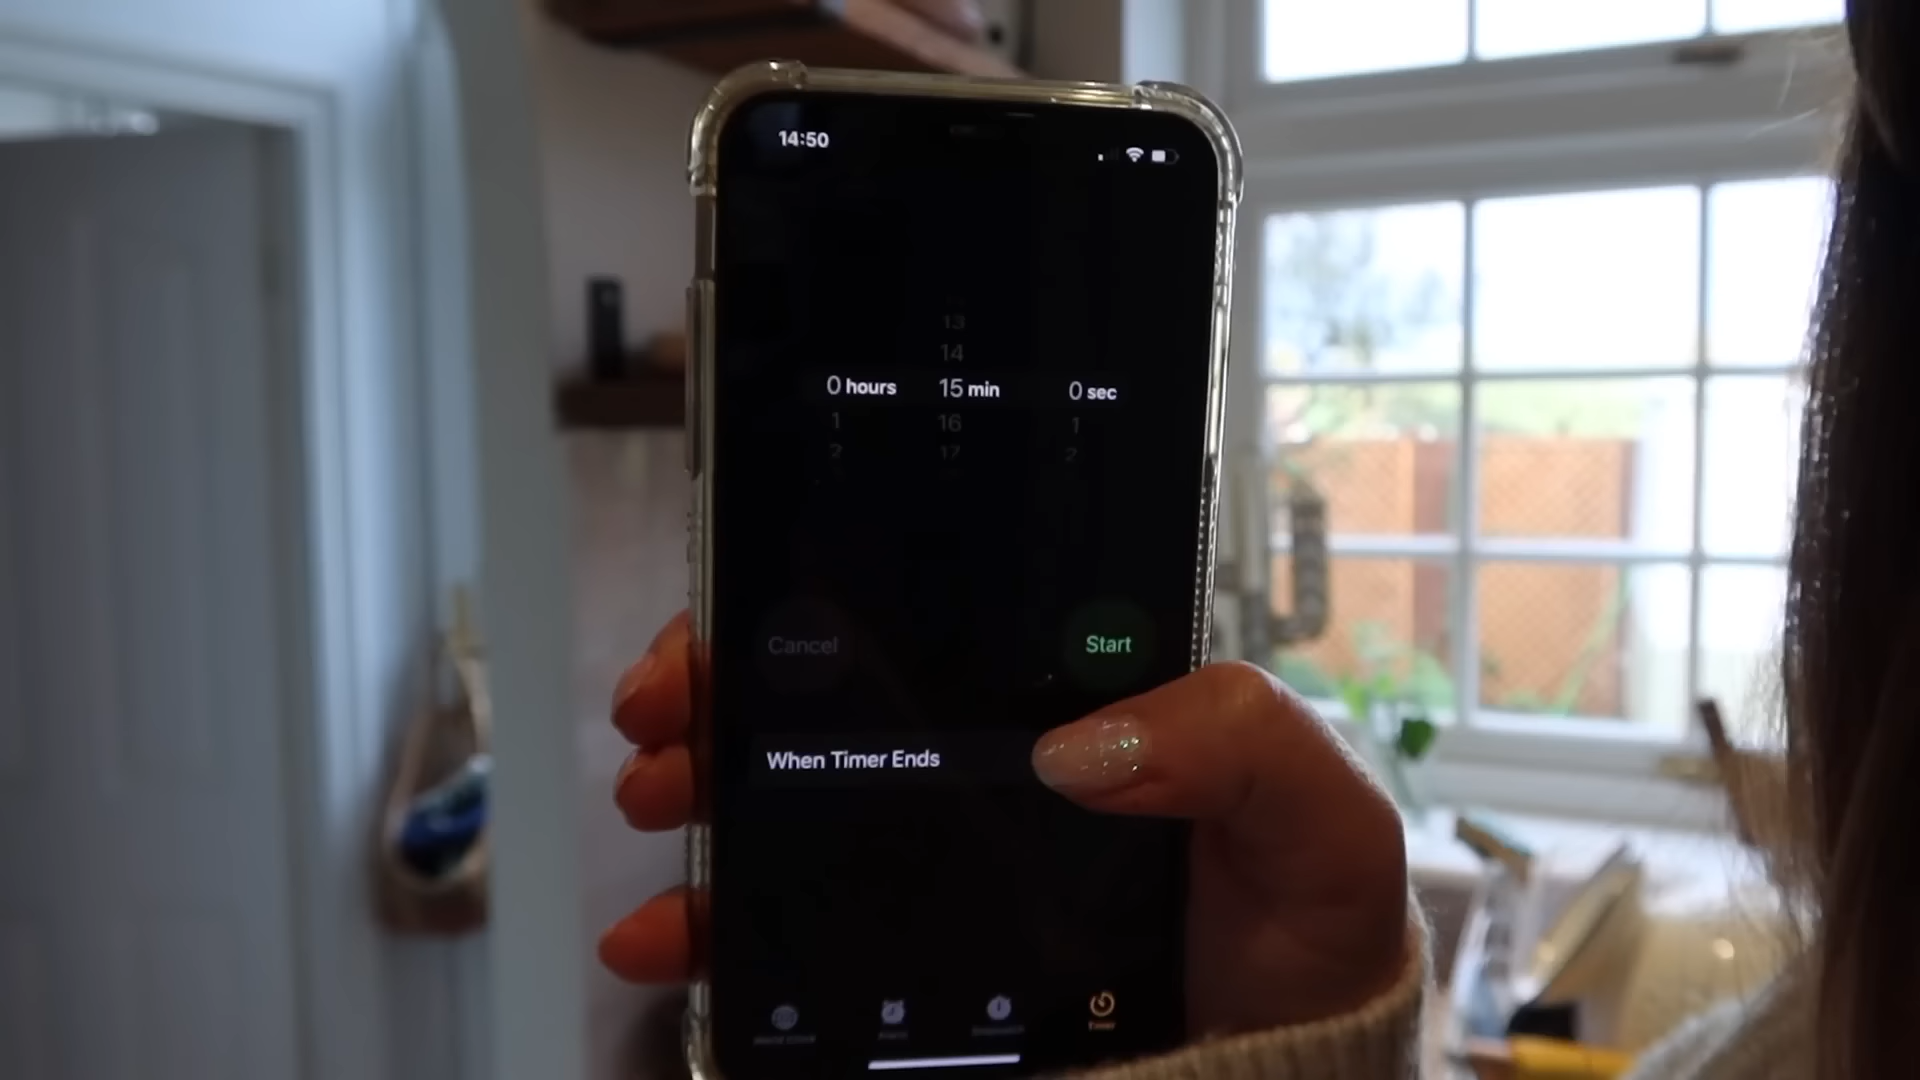 14:50
13
14
0 hours 15 min 0 sec
1 16 1
2 17 2
Cancel Start
When Timer Ends
Timer